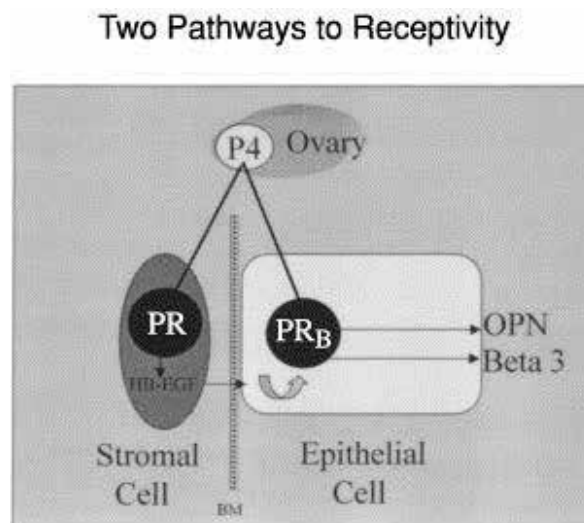 Two Pathways to Receptivity
P4 Ovary
PR
PRB
OPN
Beta 3
HB-EGF
Stromal
Cell
Epithelial
Cell
BM